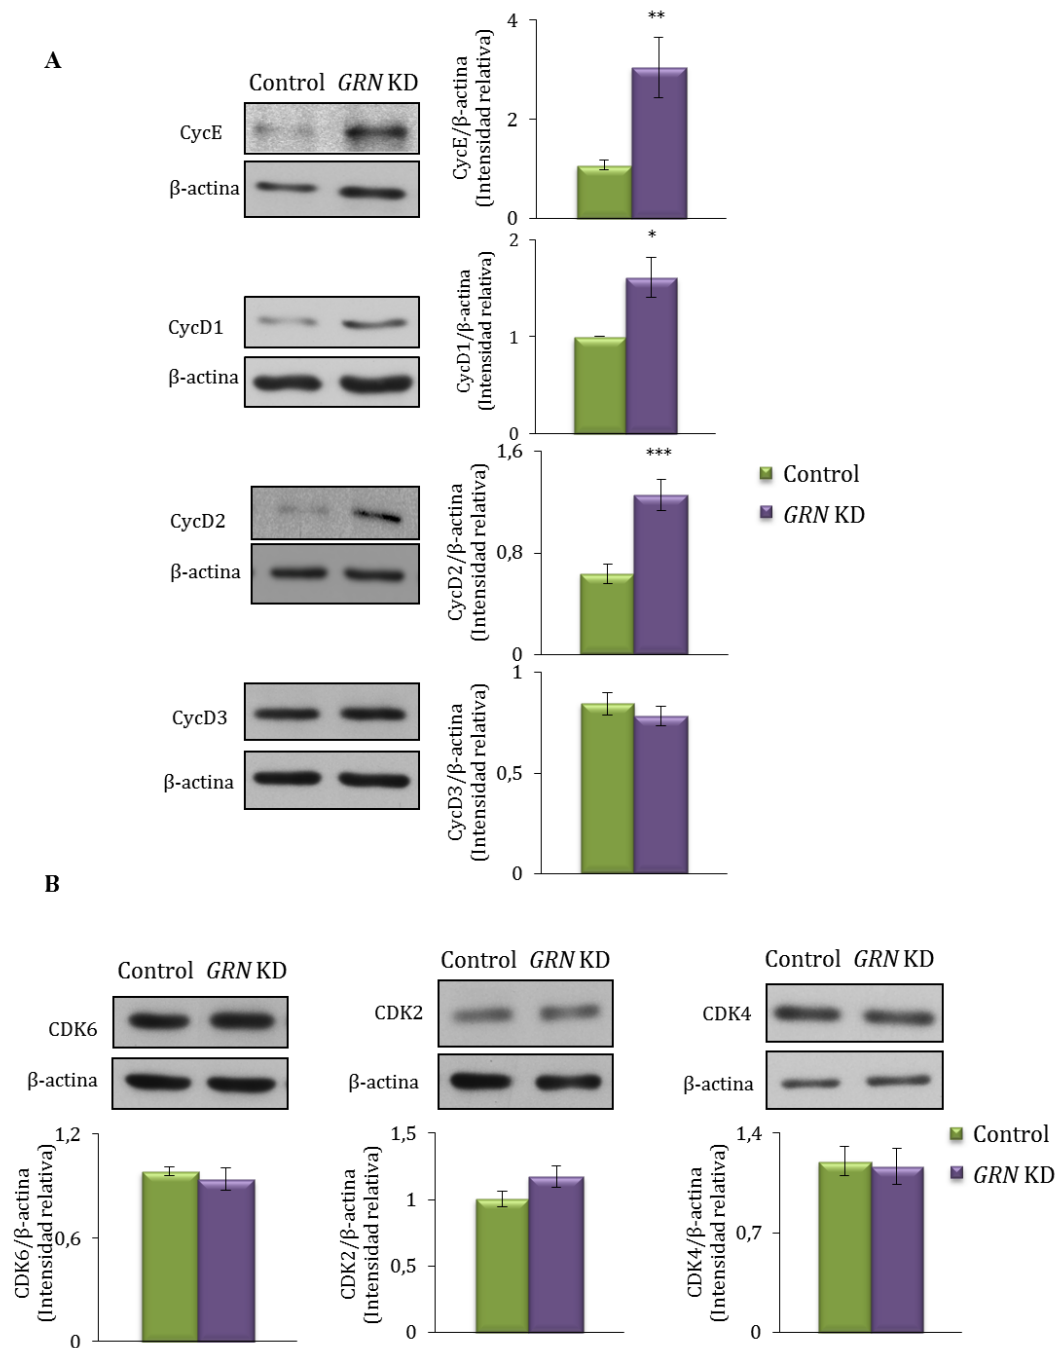 A
Control GRN KD
CycE
β-actina
CycE/β-actina
(Intensidad relativa)
4
2
0
**
CycD1
β-actina
CycD1/β-actina
(Intensidad relativa)
2
1
0
*
CycD2
β-actina
CycD2/β-actina
(Intensidad relativa)
1,6
0,8
0
***
Control
GRN KD
CycD3
β-actina
CycD3/β-actina
(Intensidad relativa)
1
0,5
0
B
Control GRN KD
CDK6
β-actina
CDK6/β-actina
(Intensidad relativa)
1,2
0,6
0
Control GRN KD
CDK2
β-actina
CDK2/β-actina
(Intensidad relativa)
1,5
1
0,5
0
Control GRN KD
CDK4
β-actina
CDK4/β-actina
(Intensidad relativa)
1,4
0,7
0
Control
GRN KD